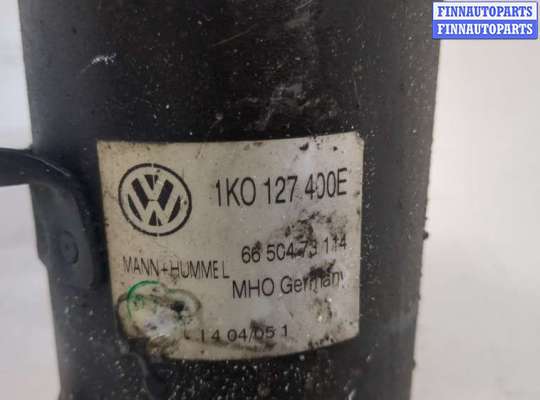 FINNAUTOPARTS
FINNAUTOPARTS
1K0 127 400E
MANN+HUMMEL
66 504 73 114
MHO Germany
14 04/05 1